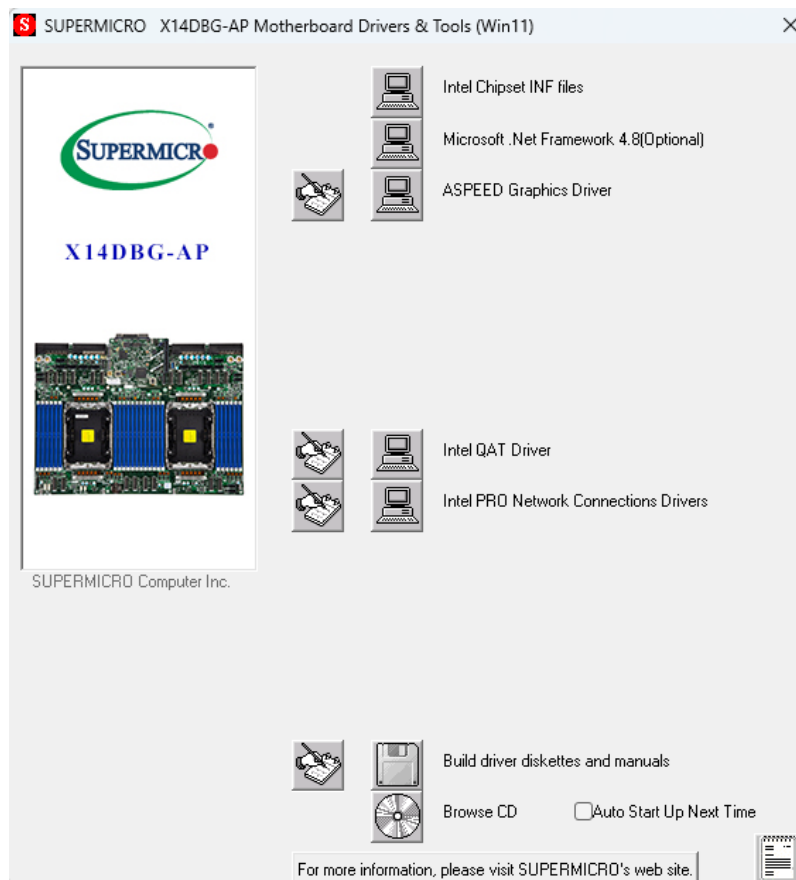 S SUPERMICRO X14DBG-AP Motherboard Drivers & Tools (Win11)
SUPERMICR
X14DBG-AP
SUPERMICRO Computer Inc.
Intel Chipset INF files
Microsoft .Net Framework 4.8(Optional)
ASPEED Graphics Driver
Intel QAT Driver
Intel PRO Network Connections Drivers
Build driver diskettes and manuals
Browse CD
Auto Start Up Next Time
For more information, please visit SUPERMICRO's web site.